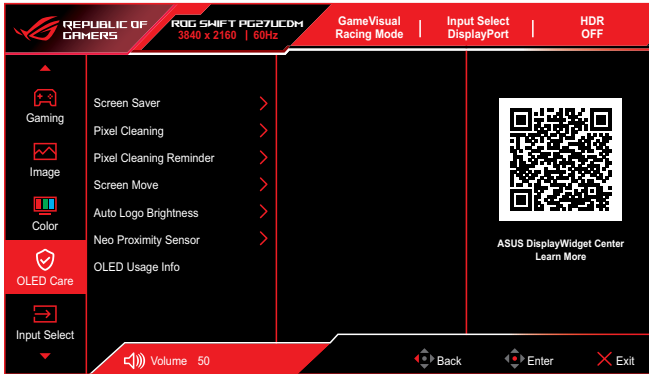 REPUBLIC OF
GAMERS
ROG SWIFT PG27UCDM
3840 x 2160 | 60Hz
GameVisual
Racing Mode
Input Select
DisplayPort
HDR
OFF
Gaming
Image
Color
OLED Care
Input Select
Screen Saver
Pixel Cleaning
Pixel Cleaning Reminder
Screen Move
Auto Logo Brightness
Neo Proximity Sensor
OLED Usage Info
ASUS DisplayWidget Center
Learn More
Volume 50
Back
Enter
Exit